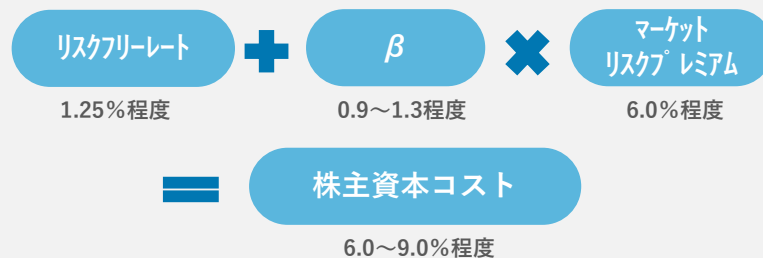 リスクフリーレート
β
マーケット
リスクプレミアム
1.25%程度
0.9～1.3程度
6.0%程度
株主資本コスト
6.0～9.0%程度